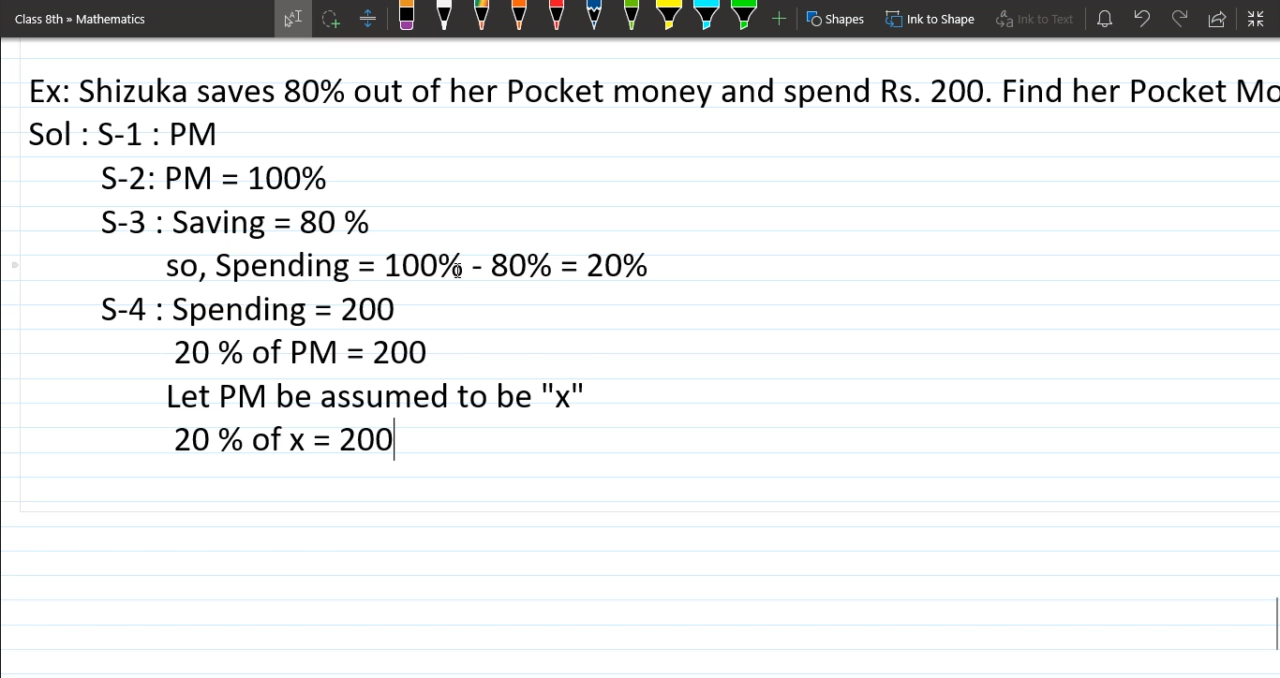 Class 8th » Mathematics
Shapes
Ink to Shape
Ink to Text
Ex: Shizuka saves 80% out of her Pocket money and spend Rs. 200. Find her Pocket Mo
Sol : S-1 : PM
S-2: PM = 100%
S-3 : Saving = 80 %
so, Spending = 100% - 80% = 20%
S-4 : Spending = 200
20 % of PM = 200
Let PM be assumed to be "x"
20 % of x = 200